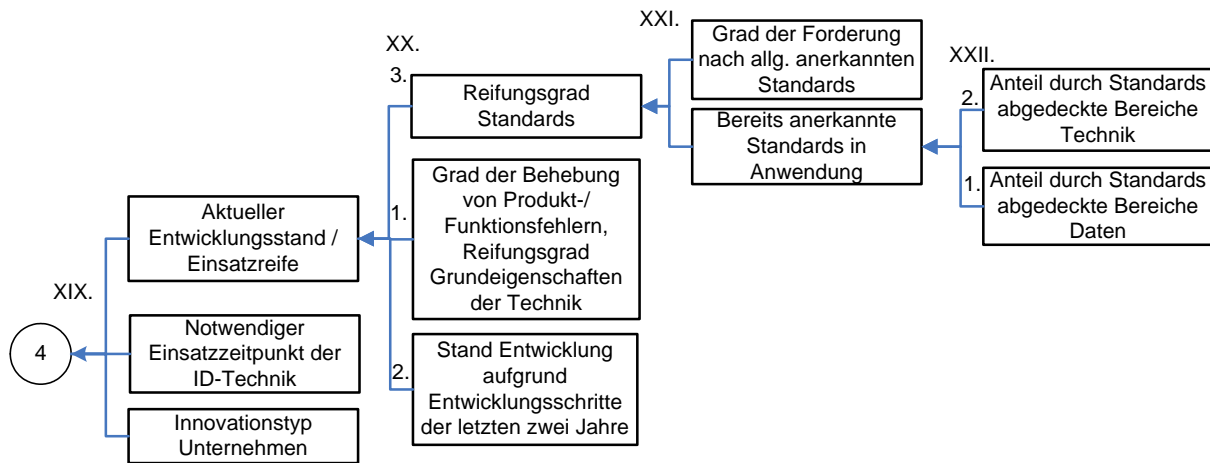 XXI.
Grad der Forderung
nach allg. anerkannten
Standards
XX.
3.
Reifungsgrad
Standards
XXII.
2.
Anteil durch Standards
abgedeckte Bereiche
Technik
Bereits anerkannte
Standards in
Anwendung
1.
Anteil durch Standards
abgedeckte Bereiche
Daten
1.
Grad der Behebung
von Produkt-/
Funktionsfehlern,
Reifungsgrad
Grundeigenschaften
der Technik
Aktueller
Entwicklungsstand /
Einsatzreife
XIX.
4
Notwendiger
Einsatzzeitpunkt der
ID-Technik
2.
Stand Entwicklung
aufgrund
Entwicklungsschritte
der letzten zwei Jahre
Innovationstyp
Unternehmen